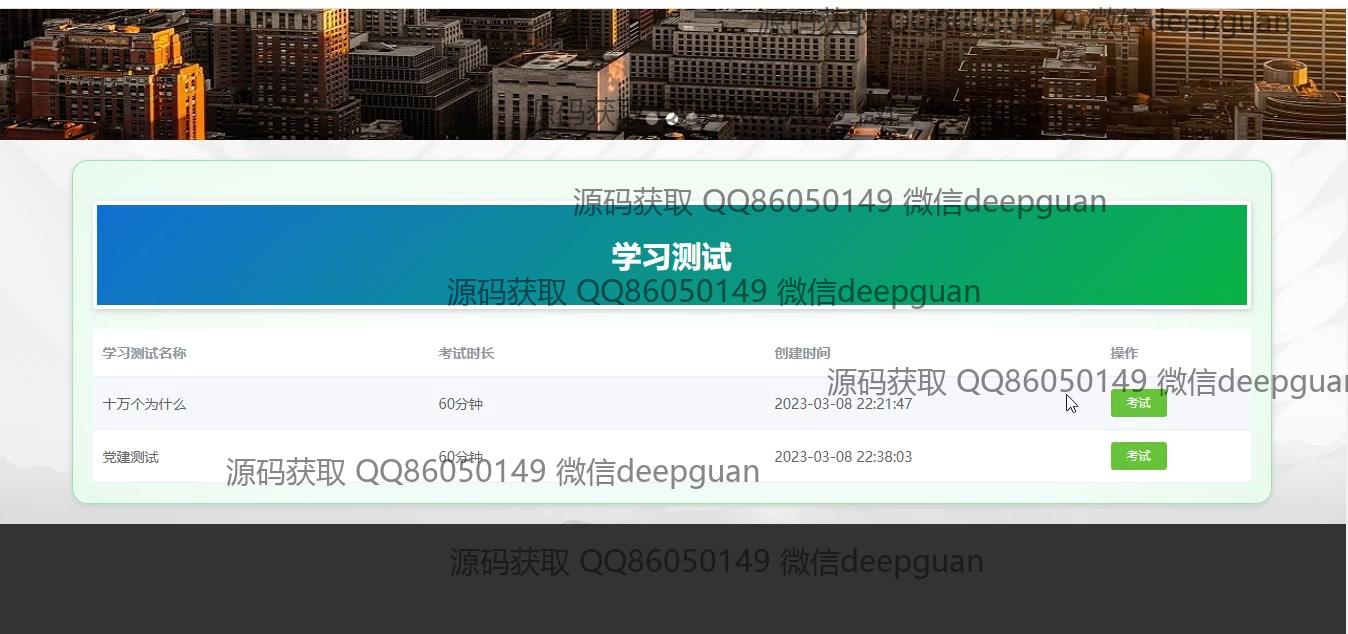 源码获取 QQ86050149 微信deepguan
源码获取
源码获取 QQ86050149 微信deepguan
学习测试
源码获取 QQ86050149 微信deepguan
学习测试名称 考试时长 创建时间 操作
源码获取 QQ86050149 微信deepguan
十万个为什么 60分钟 2023-03-08 22:21:47 考试
党建测试 60分钟 2023-03-08 22:38:03 考试
源码获取 QQ86050149 微信deepguan
源码获取 QQ86050149 微信deepguan